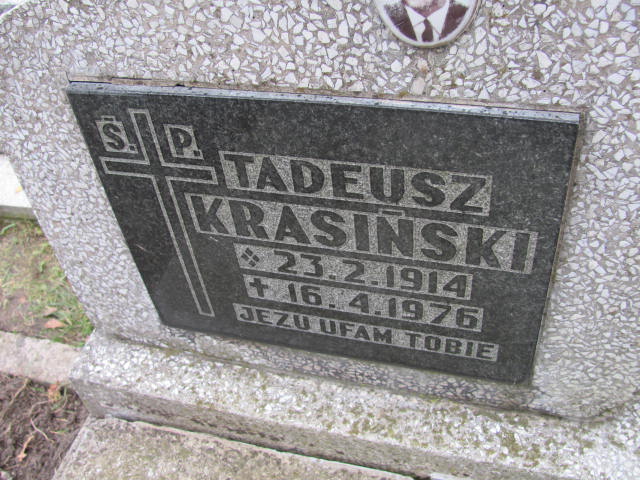 Ś. P.
TADEUSZ
KRASIŃSKI
23.2.1914
✝ 16.4.1976
JEZU UFAM TOBIE